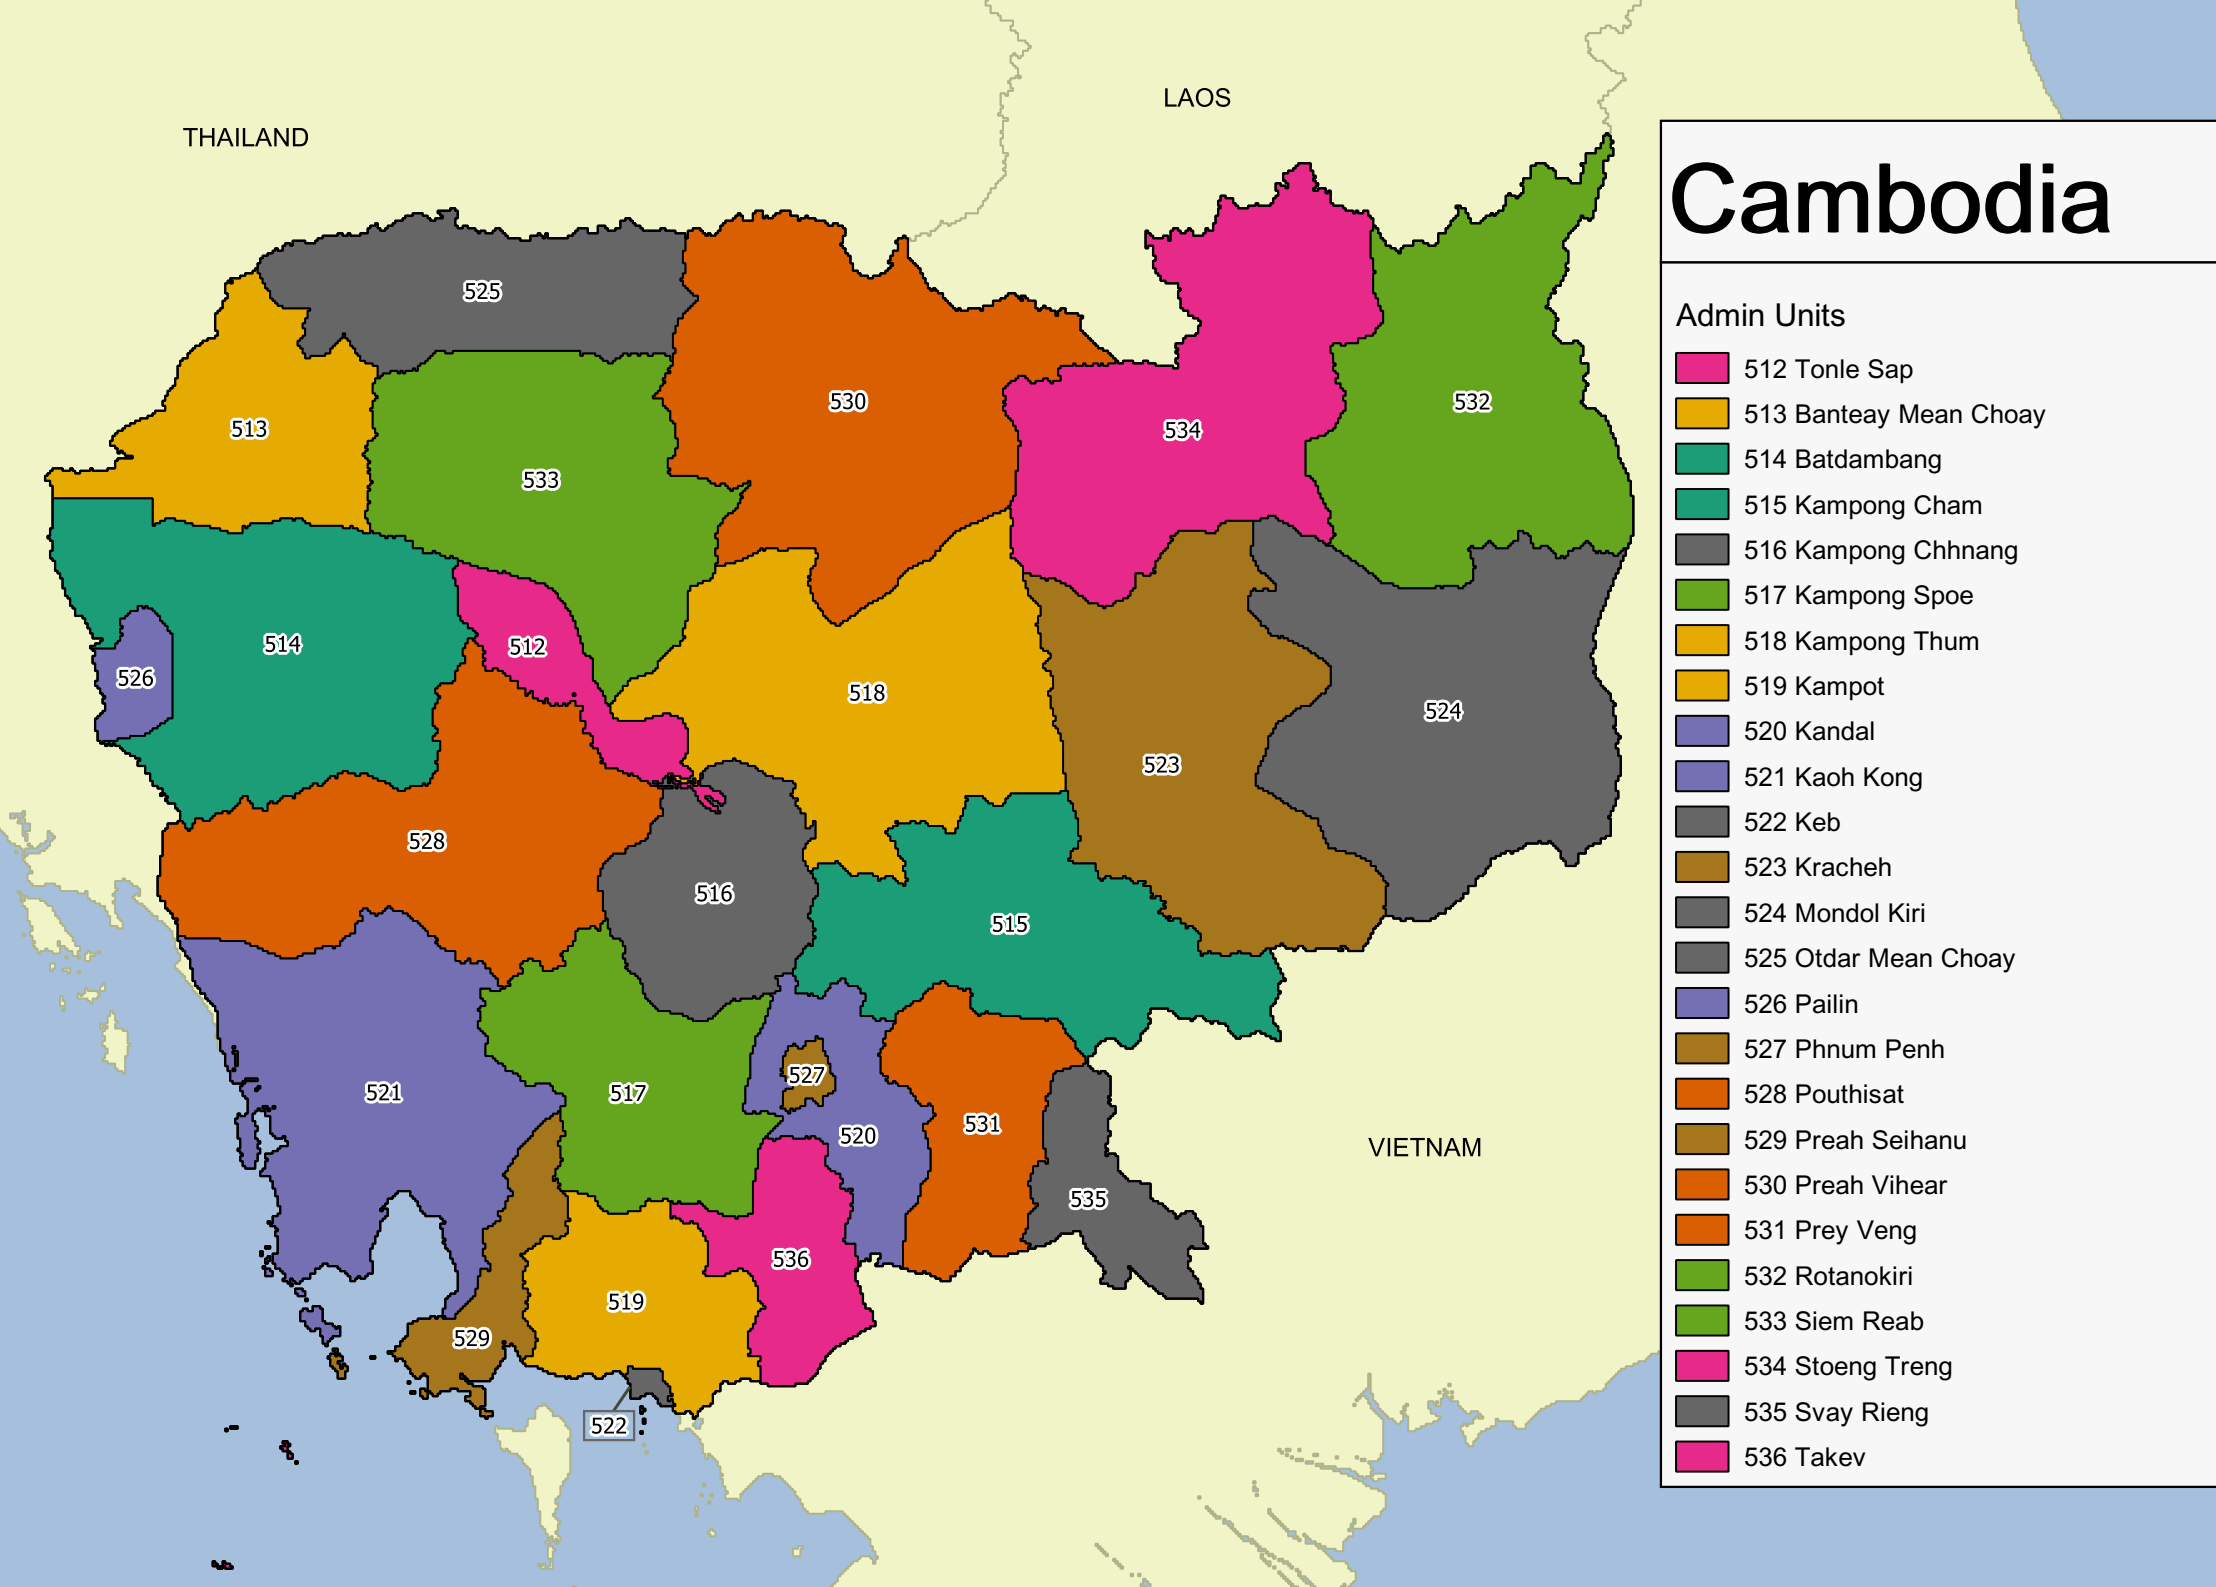 LAOS
THAILAND
Cambodia
525
Admin Units
512 Tonle Sap
530
532
513 Banteay Mean Choay
513
534
514 Batdambang
533
515 Kampong Cham
516 Kampong Chhnang
517 Kampong Spoe
514
512
518 Kampong Thum
526
518
519 Kampot
524
520 Kandal
523
521 Kaoh Kong
528
522 Keb
516
523 Kracheh
515
524 Mondol Kiri
525 Otdar Mean Choay
526 Pailin
527
527 Phnum Penh
521
517
528 Pouthisat
531
520
VIETNAM
529 Preah Seihanu
535
530 Preah Vihear
536
531 Prey Veng
519
532 Rotanokiri
529
533 Siem Reab
534 Stoeng Treng
522
535 Svay Rieng
536 Takev